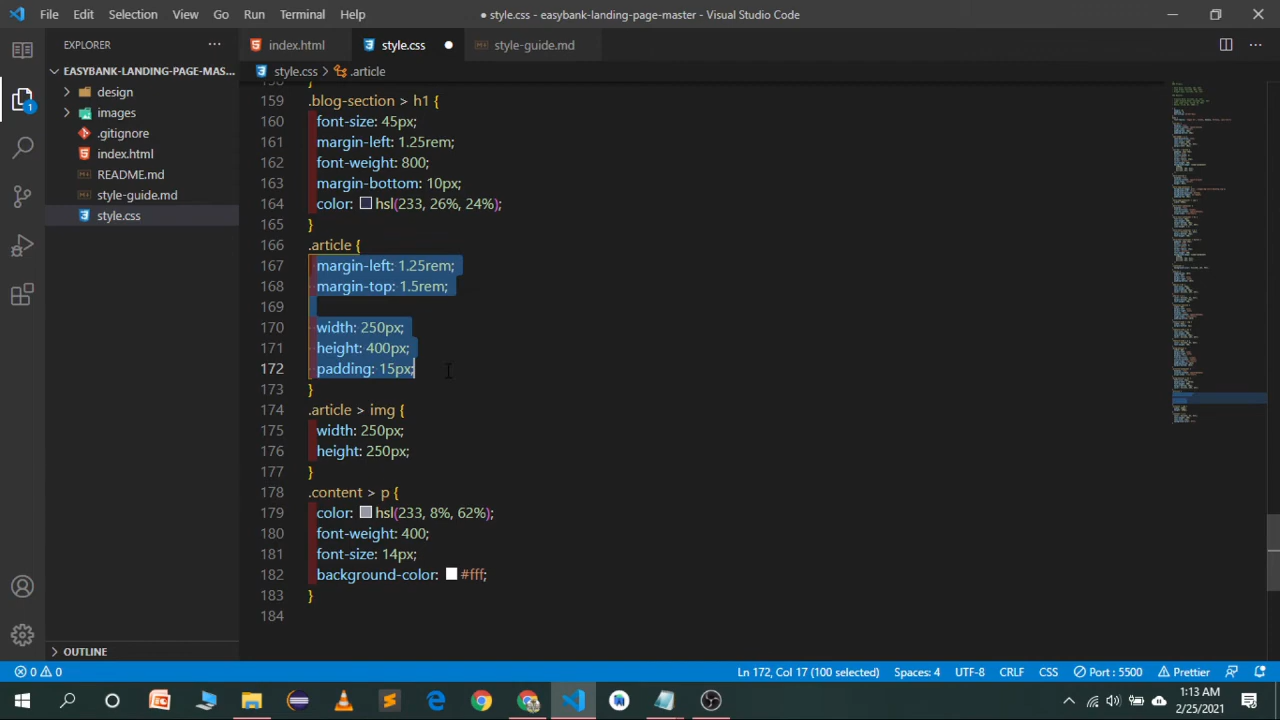 File Edit Selection View Go Run Terminal Help
● style.css - easybank-landing-page-master - Visual Studio Code
EXPLORER ...
index.html
style.css
style-guide.md
EASYBANK-LANDING-PAGE-MAS...
style.css > .article
design
images
.gitignore
index.html
README.md
style-guide.md
style.css
159 .blog-section > h1 {
160 font-size: 45px;
161 margin-left: 1.25rem;
162 font-weight: 800;
163 margin-bottom: 10px;
164 color: hsl(233, 26%, 24%);
165 }
166 .article {
167 margin-left: 1.25rem;
168 margin-top: 1.5rem;
169
170 width: 250px;
171 height: 400px;
172 padding: 15px;
173 }
174 .article > img {
175 width: 250px;
176 height: 250px;
177 }
178 .content > p {
179 color: hsl(233, 8%, 62%);
180 font-weight: 400;
181 font-size: 14px;
182 background-color: #fff;
183 }
184
OUTLINE
0 0 Ln 172, Col 17 (100 selected) Spaces: 4 UTF-8 CRLF CSS Port : 5500 Prettier
1:13 AM
2/25/2021